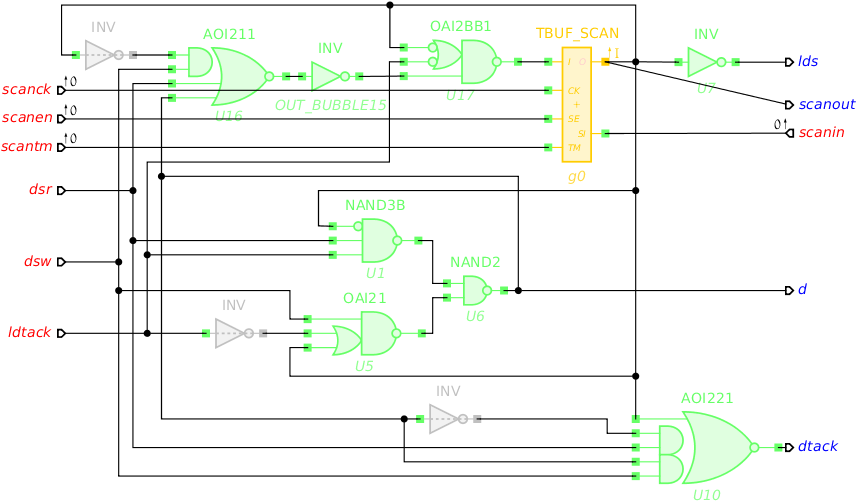 INV
AOI211
INV
OAI2BB1
TBUF_SCAN
INV
I O
1
lds
scanck 0
CK
U7
OUT_BUBBLE15
U17
scanout
+
U16
scanen 0
SE
0
SI
scanin
scantm 0
TM
g0
dsr
NAND3B
dsw
U1
NAND2
d
OAI21
INV
U6
ldtack
U5
INV
AOI221
dtack
U10